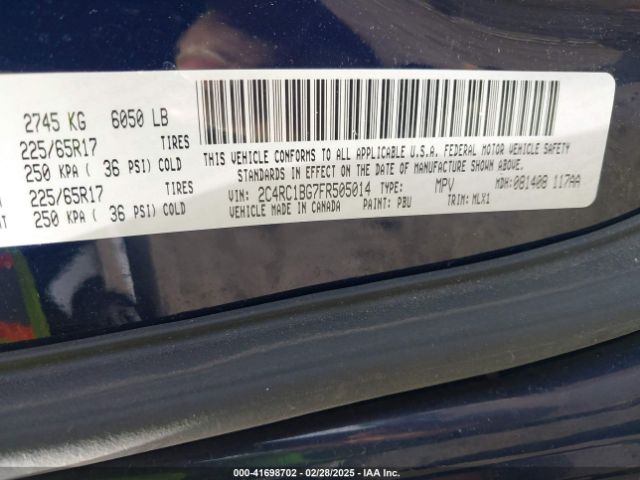 2745 KG 6050 LB
225/65R17 TIRES
250 KPA ( 36 PSI) COLD
225/65R17 TIRES
250 KPA ( 36 PSI) COLD
THIS VEHICLE CONFORMS TO ALL APPLICABLE U.S.A. FEDERAL MOTOR VEHICLE SAFETY
STANDARDS IN EFFECT ON THE DATE OF MANUFACTURE SHOWN ABOVE.
VIN: 2C4RC1BG7FR505014 TYPE: MPV MDH: 081408 117AA
VEHICLE MADE IN CANADA PAINT: PBU TRIM: MLX1
000-41698702 / 02/28/2025 - IAA Inc.